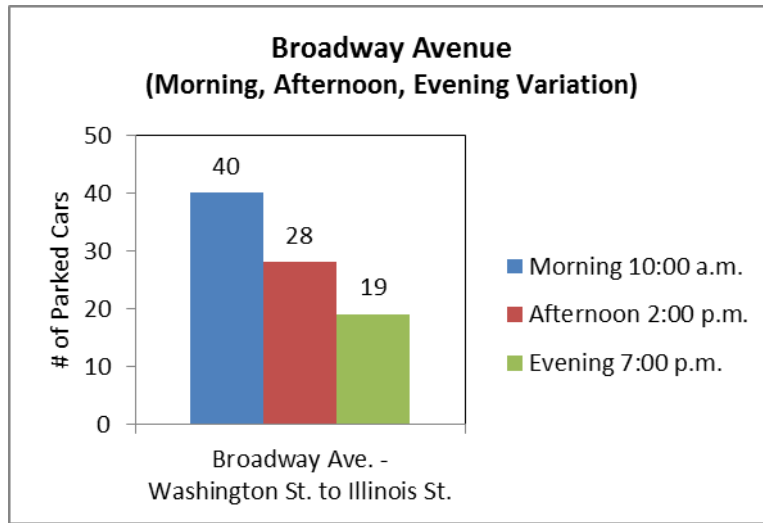 Broadway Avenue
(Morning, Afternoon, Evening Variation)
# of Parked Cars
50
40
30
20
10
0
40
28
19
Morning 10:00 a.m.
Afternoon 2:00 p.m.
Evening 7:00 p.m.
Broadway Ave. -
Washington St. to Illinois St.